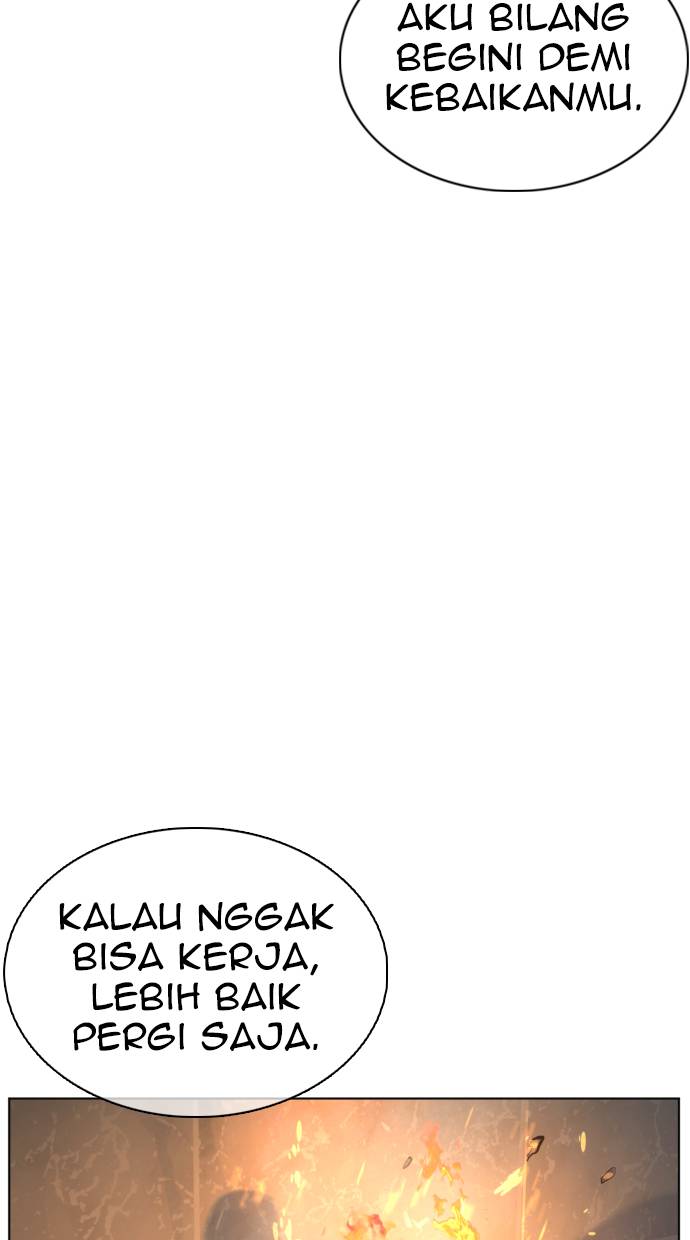 AKU BILANG
BEGINI DEMI
KEBAIKANMU.
KALAU NGGAK
BISA KERJA,
LEBIH BAIK
PERGI SAJA.